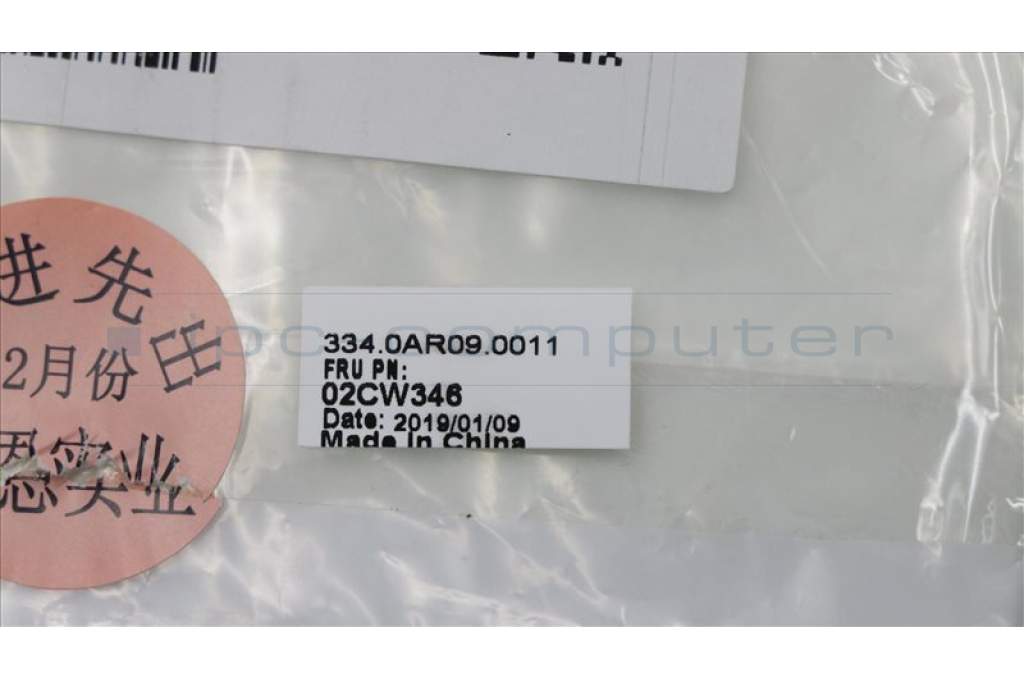 334.0AR09.0011
FRU PN:
02CW346
Date: 2019/01/09
Made In China
进先
2月份
恩实业
ipc-computer